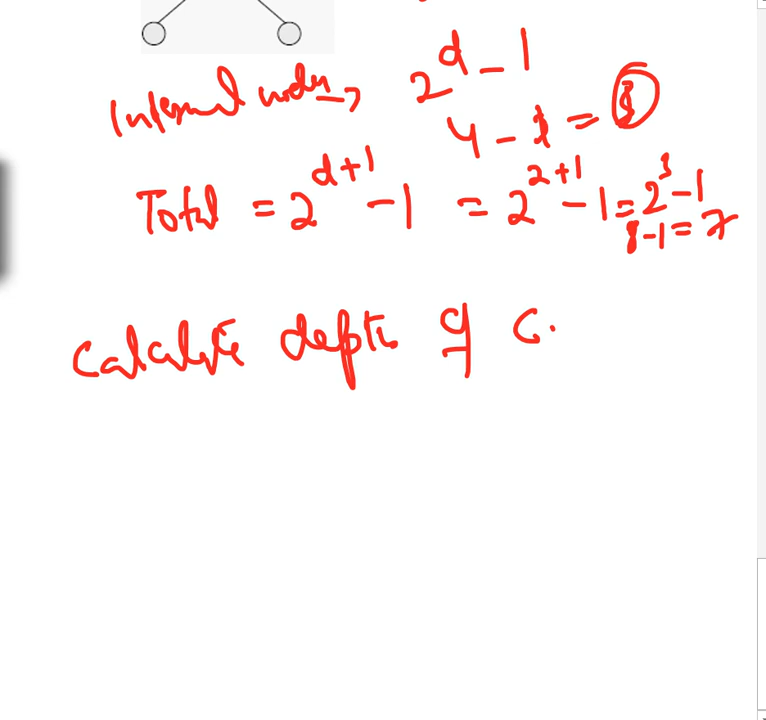 Internal nodes → 2^d - 1
4 - 1 = 3
Total = 2^{d+1} - 1 = 2^{2+1} - 1 = 2^3 - 1
8 - 1 = 7
Calculate depth of C.